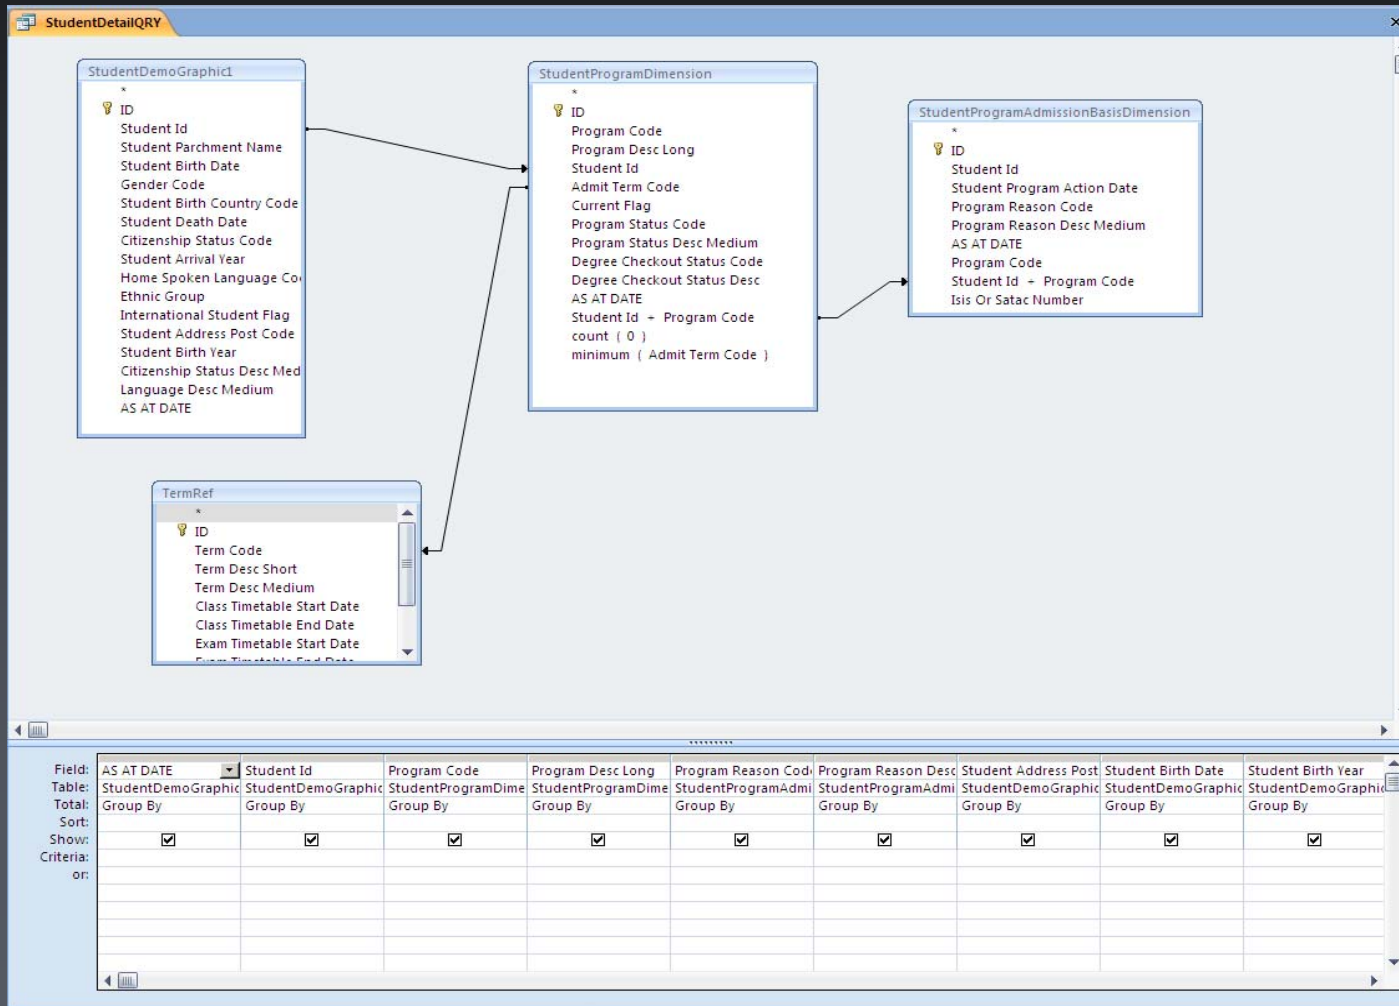 StudentDetailQRY
StudentDemoGraphic1
*
ID
Student Id
Student Parchment Name
Student Birth Date
Gender Code
Student Birth Country Code
Student Death Date
Citizenship Status Code
Student Arrival Year
Home Spoken Language Co
Ethnic Group
International Student Flag
Student Address Post Code
Student Birth Year
Citizenship Status Desc Med
Language Desc Medium
AS AT DATE
StudentProgramDimension
*
ID
Program Code
Program Desc Long
Student Id
Admit Term Code
Current Flag
Program Status Code
Program Status Desc Medium
Degree Checkout Status Code
Degree Checkout Status Desc
AS AT DATE
Student Id + Program Code
count ( 0 )
minimum ( Admit Term Code )
StudentProgramAdmissionBasisDimension
*
ID
Student Id
Student Program Action Date
Program Reason Code
Program Reason Desc Medium
AS AT DATE
Program Code
Student Id + Program Code
Isis Or Satac Number
TermRef
*
ID
Term Code
Term Desc Short
Term Desc Medium
Class Timetable Start Date
Class Timetable End Date
Exam Timetable Start Date
Exam Timetable End Date
Field: AS AT DATE Student Id Program Code Program Desc Long Program Reason Cod Program Reason Desc Student Address Post Student Birth Date Student Birth Year
Table: StudentDemoGraphic StudentDemoGraphic StudentProgramDime StudentProgramDime StudentProgramAdmi StudentProgramAdmi StudentDemoGraphic StudentDemoGraphic StudentDemoGraphic
Total: Group By Group By Group By Group By Group By Group By Group By Group By Group By
Sort:
Show:
Criteria:
or: